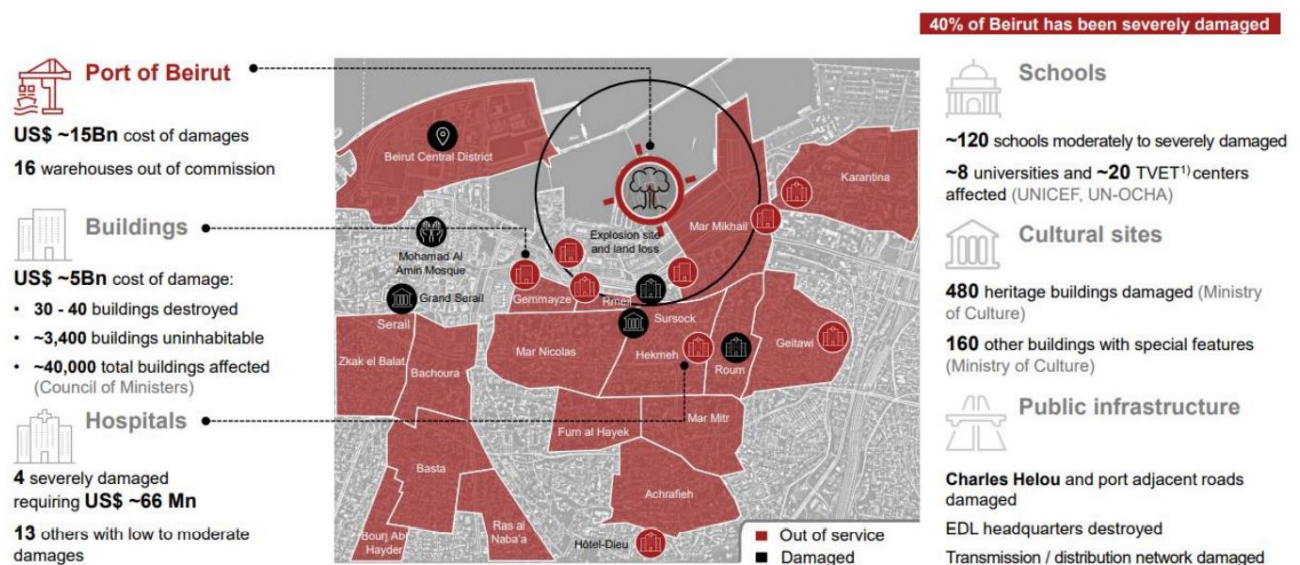 40% of Beirut has been severely damaged
Port of Beirut
US$ ~15Bn cost of damages
16 warehouses out of commission
Buildings
US$ ~5Bn cost of damage:
• 30 - 40 buildings destroyed
• ~3,400 buildings uninhabitable
• ~40,000 total buildings affected
(Council of Ministers)
Hospitals
4 severely damaged
requiring US$ ~66 Mn
13 others with low to moderate
damages
Beirut Central District
Karantina
Mar Mikhail
Explosion site
and land loss
Mohamad Al
Amin Mosque
Grand Serail
Gemmayze
Rmeil
Serail
Sursock
Zkak el Balat
Bachoura
Mar Nicolas
Hekmeh
Roum
Geitawi
Mar Mitr
Furn al Hayek
Basta
Achrafieh
Ras al
Naba'a
Bourj Ab
Hayder
Hôtel-Dieu
Out of service
Damaged
Schools
~120 schools moderately to severely damaged
~8 universities and ~20 TVET1) centers
affected (UNICEF, UN-OCHA)
Cultural sites
480 heritage buildings damaged (Ministry
of Culture)
160 other buildings with special features
(Ministry of Culture)
Public infrastructure
Charles Helou and port adjacent roads
damaged
EDL headquarters destroyed
Transmission / distribution network damaged